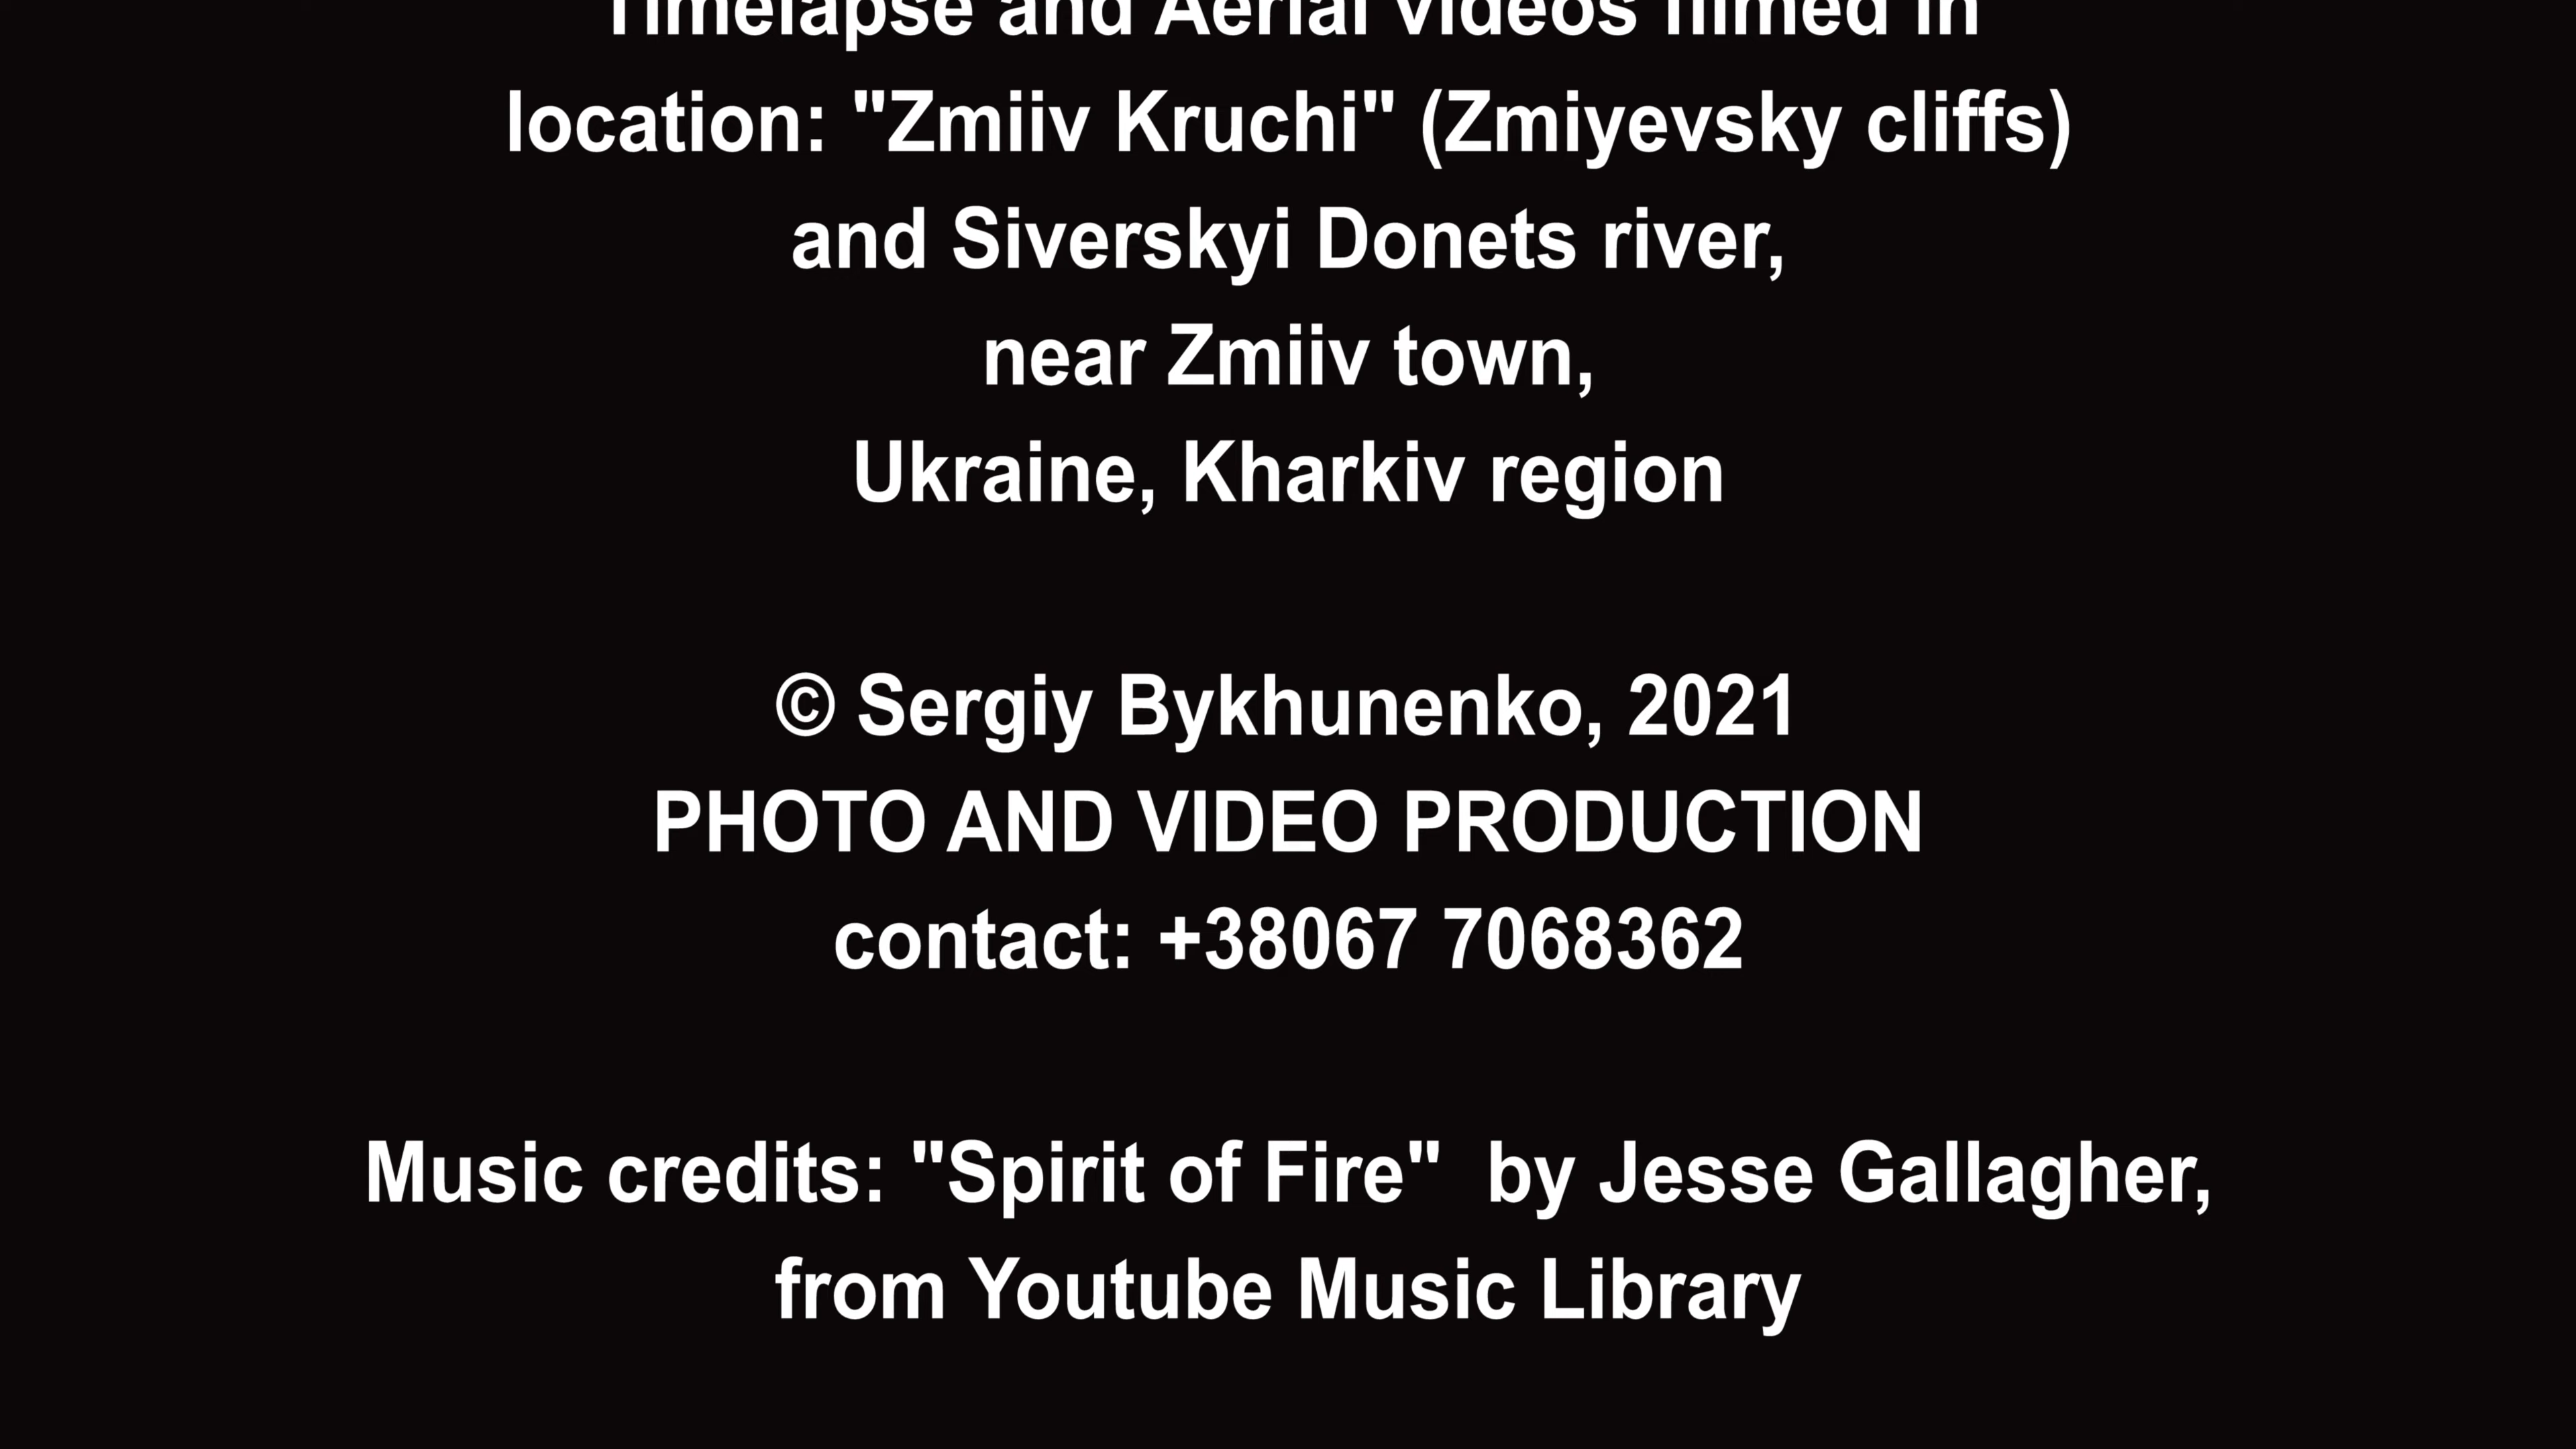 Timelapse and Aerial videos filmed in
location: "Zmiiv Kruchi" (Zmiyevsky cliffs)
and Siverskyi Donets river,
near Zmiiv town,
Ukraine, Kharkiv region
© Sergiy Bykhunenko, 2021
PHOTO AND VIDEO PRODUCTION
contact: +38067 7068362
Music credits: "Spirit of Fire"  by Jesse Gallagher,
from Youtube Music Library